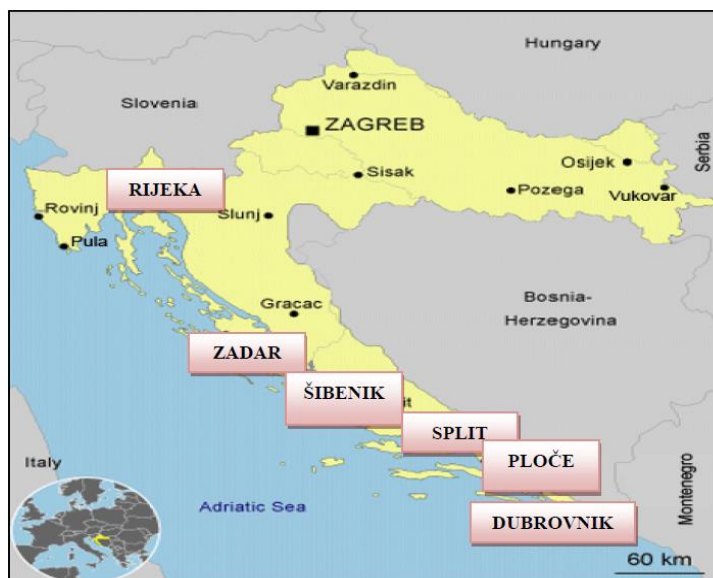 Hungary
Slovenia
Varazdin
ZAGREB
Serbia
Osijek
Sisak
RIJEKA
Pozega
Vukovar
Rovinj
Slunj
Pula
Bosnia-
Herzegovina
Gracac
ZADAR
ŠIBENIK
it
SPLIT
PLOČE
Italy
Adriatic Sea
Montenegro
DUBROVNIK
60 km